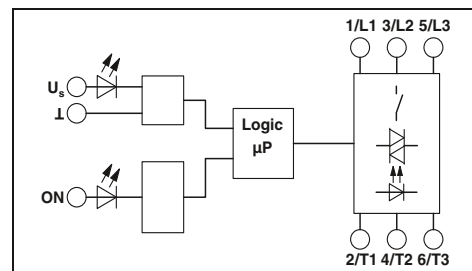 1/L1 3/L2 5/L3
Us
⊥
Logic
µP
ON
2/T1 4/T2 6/T3